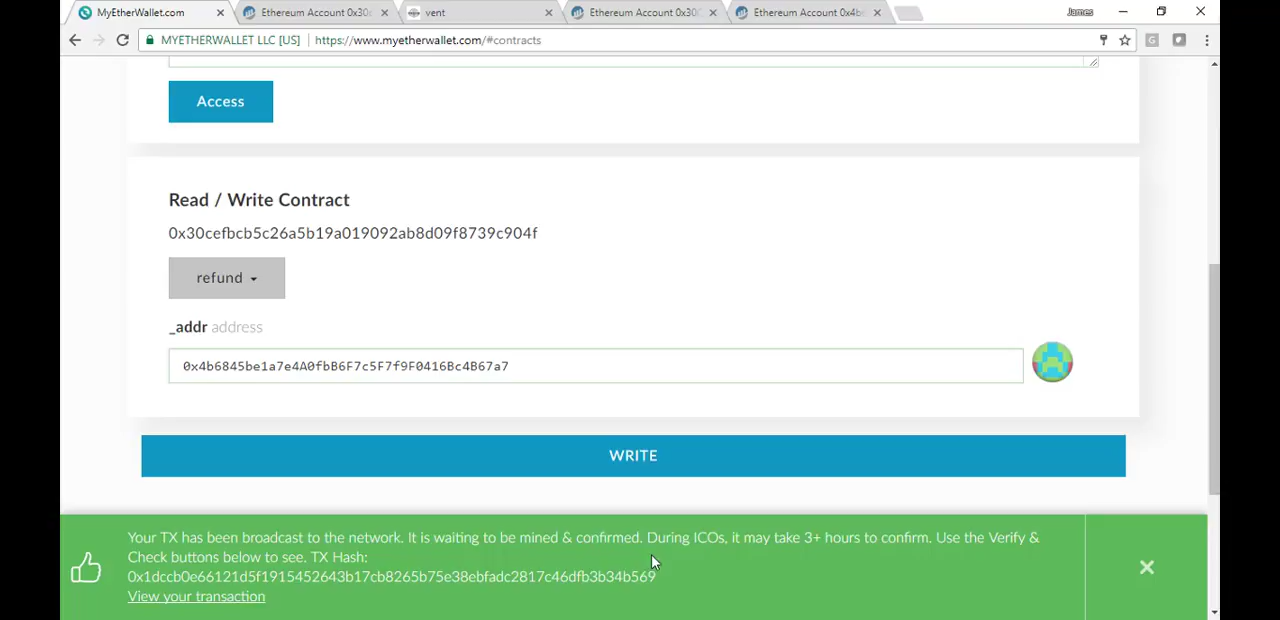 MyEtherWallet.com
Ethereum Account 0x30c
vent
Ethereum Account 0x30c
Ethereum Account 0x4b
James
MYETHERWALLET LLC [US]
https://www.myetherwallet.com/#contracts
Access
Read / Write Contract
0x30cefbcb5c26a5b19a019092ab8d09f8739c904f
refund
_addr address
0x4b6845be1a7e4A0fbB6F7c5F7f9F0416Bc4B67a7
WRITE
Your TX has been broadcast to the network. It is waiting to be mined & confirmed. During ICOs, it may take 3+ hours to confirm. Use the Verify &
Check buttons below to see. TX Hash:
0x1dccb0e66121d5f1915452643b17cb8265b75e38ebfadc2817c46dfb3b34b569
View your transaction